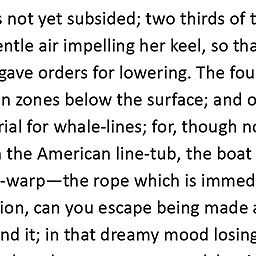 not yet subsided; two thirds of
entle air impelling her keel, so tha
gave orders for lowering. The fou
n zones below the surface; and o
rial for whale-lines; for, though n
the American line-tub, the boat
-warp—the rope which is immed
ion, can you escape being made a
nd it; in that dreamy mood losing